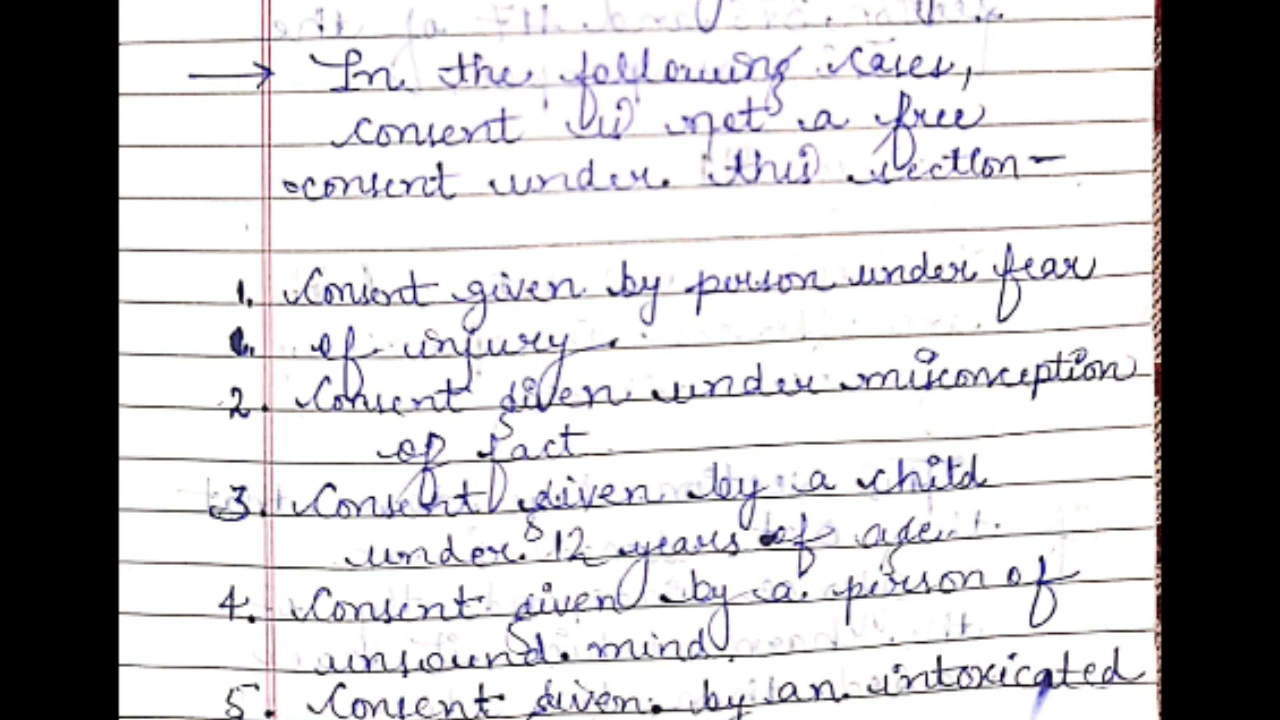 → In the following cases,
consent is not a free
consent under this section-
1. Consent given by person under fear
of injury.
2. Consent given under misconception
of fact
3. Consent given by a child
under 12 years of age.
4. Consent given by a person of
unsound mind
5. Consent given by an intoxicated